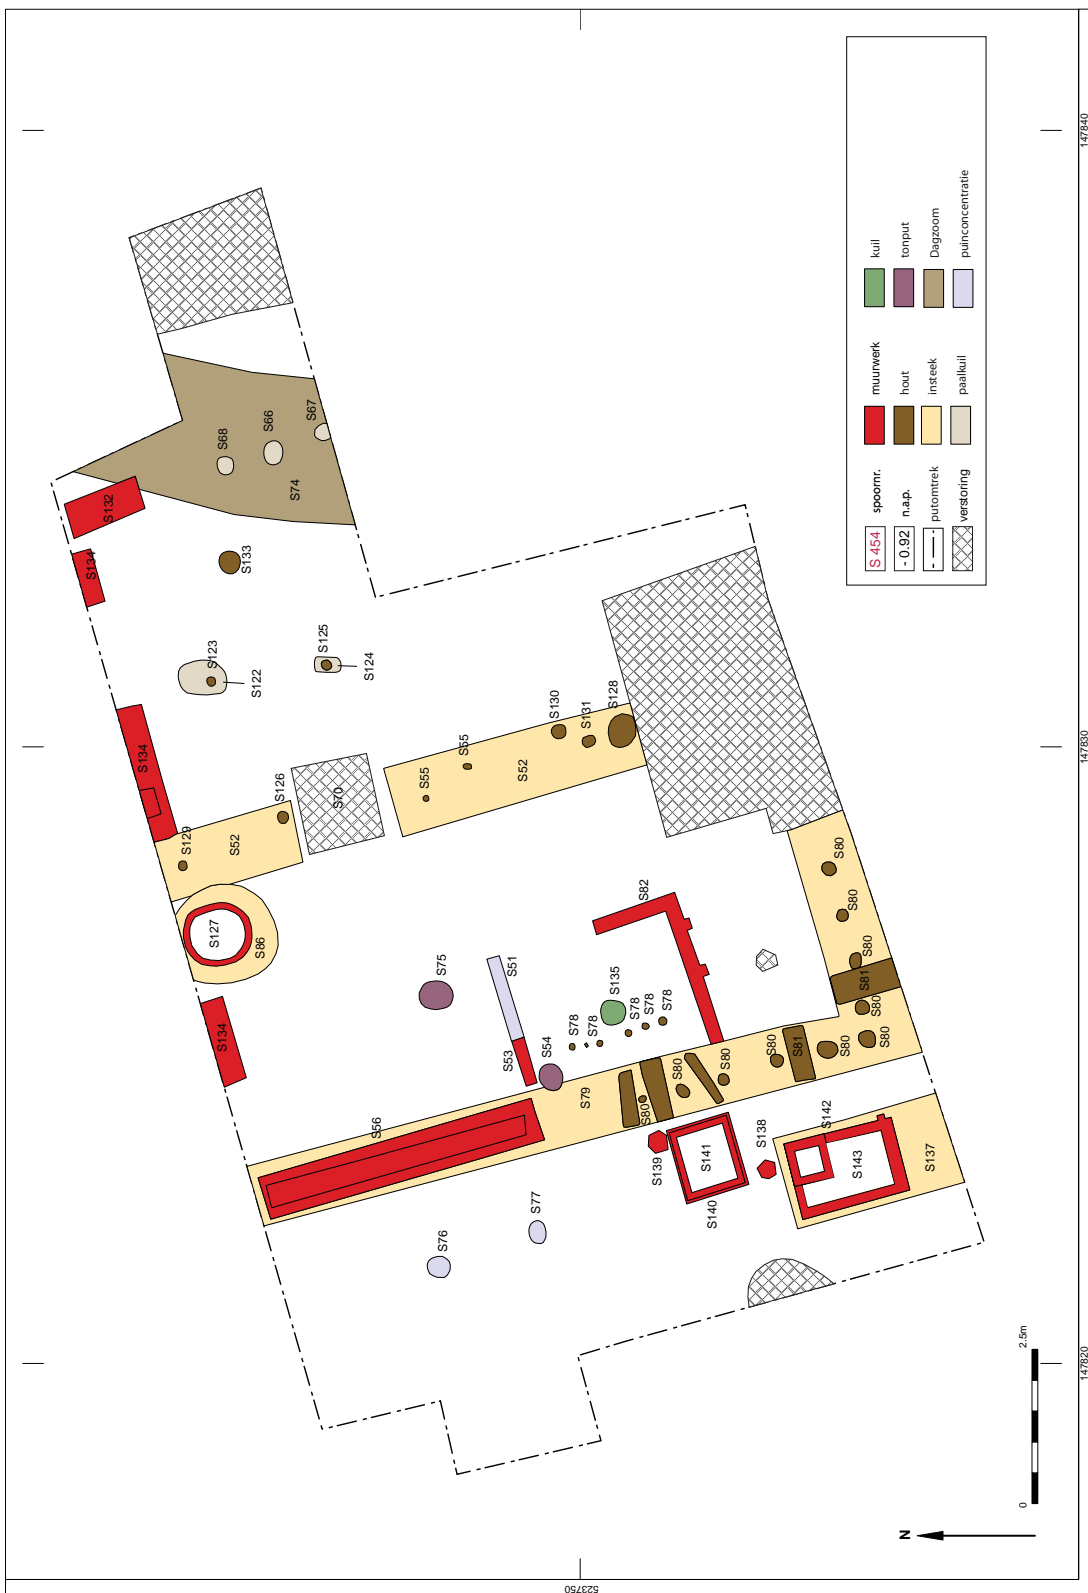 S132
S134
S68
S66
S67
S74
S133
S123
S122
S125
S124
S134
S129
S52
S126
S70
S55
S55
S52
S130
S131
S128
S127
S86
S134
S75
S51
S53
S54
S135
S78
S78
S78
S78
S78
S82
S80
S80
S80
S81
S80
S80
S80
S80
S81
S80
S80
S79
S56
S76
S77
S139
S141
S140
S138
S142
S143
S137
S 454 spoornr.
- 0.92 n.a.p.
putomtrek
verstoring
muurwerk
hout
insteek
paalkuil
kuil
tonput
Dagzoom
puinconcentratie
0 2.5m
N
147820
147830
147840
523750